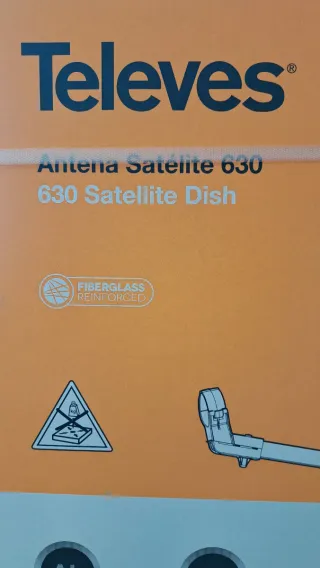 Televes®
Antena Satélite 630
630 Satellite Dish
FIBERGLASS
REINFORCED